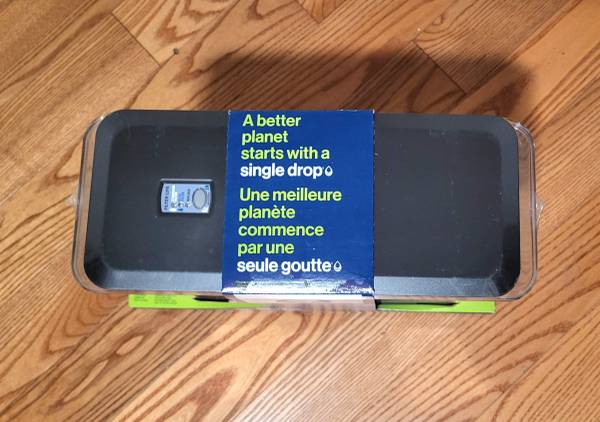 A better
planet
starts with a
single drop
Une meilleure
planète
commence
par une
seule goutte